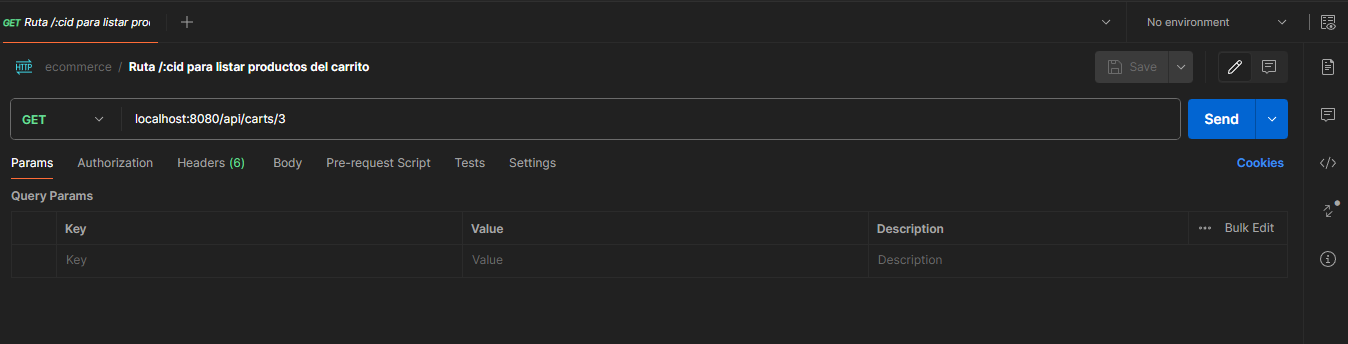 GET Ruta /:cid para listar pro
No environment
HTTP ecommerce / Ruta /:cid para listar productos del carrito
Save
GET localhost:8080/api/carts/3
Send
Params Authorization Headers (6) Body Pre-request Script Tests Settings Cookies
Query Params
Key Value Description ••• Bulk Edit
Key Value Description